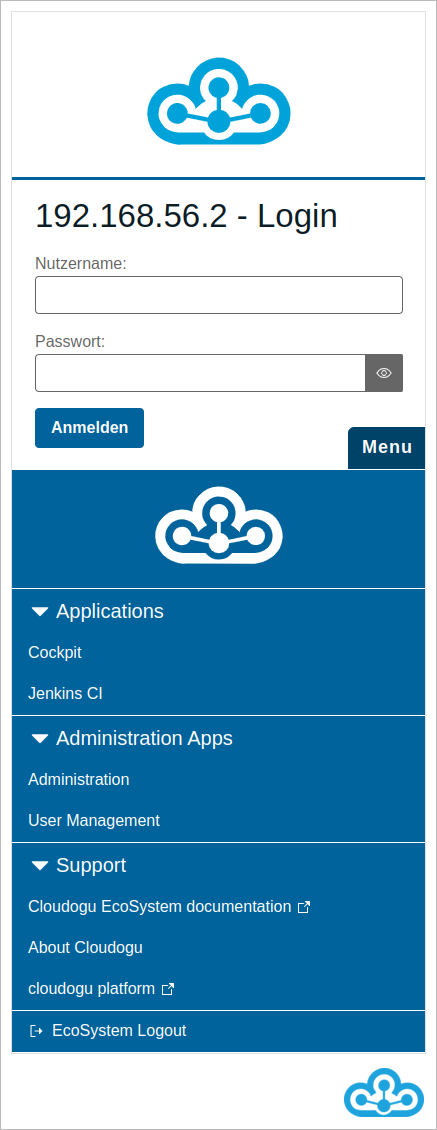 192.168.56.2 - Login
Nutzername:
Passwort:
Anmelden
Menu
Applications
Cockpit
Jenkins CI
Administration Apps
Administration
User Management
Support
Cloudogu EcoSystem documentation
About Cloudogu
cloudogu platform
EcoSystem Logout